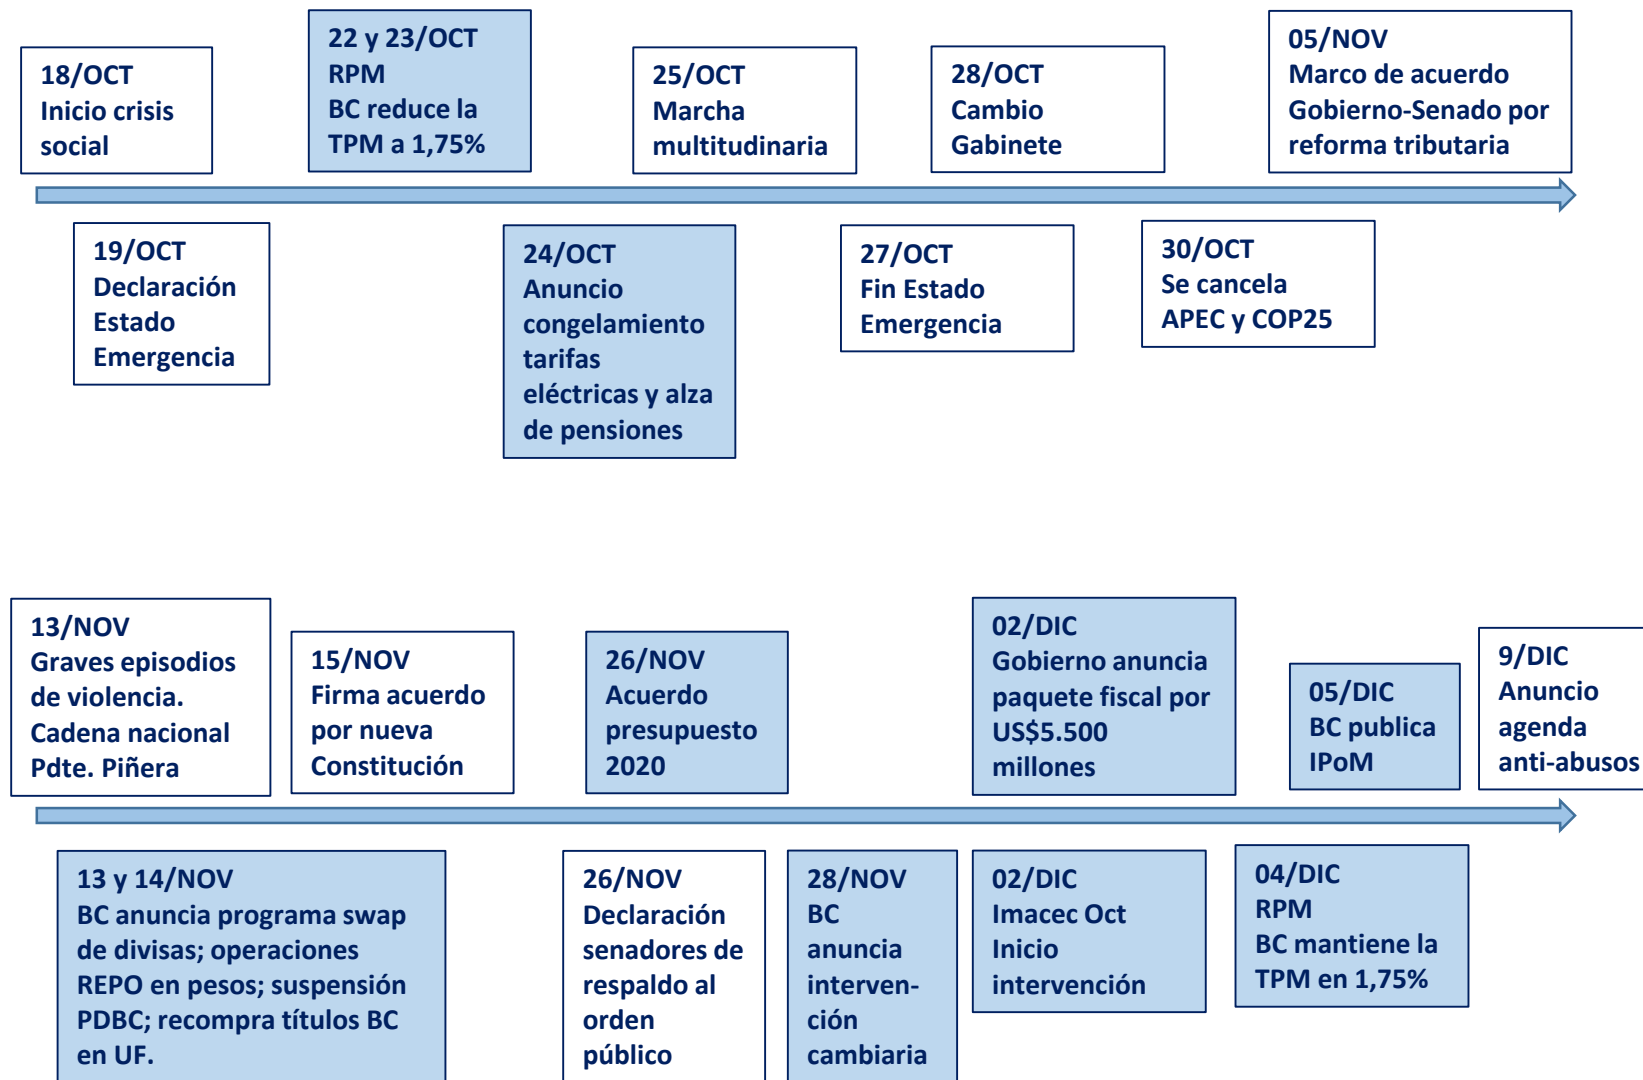 18/OCT
Inicio crisis
social
22 y 23/OCT
RPM
BC reduce la
TPM a 1,75%
25/OCT
Marcha
multitudinaria
28/OCT
Cambio
Gabinete
05/NOV
Marco de acuerdo
Gobierno-Senado por
reforma tributaria
19/OCT
Declaración
Estado
Emergencia
24/OCT
Anuncio
congelamiento
tarifas
eléctricas y alza
de pensiones
27/OCT
Fin Estado
Emergencia
30/OCT
Se cancela
APEC y COP25
13/NOV
Graves episodios
de violencia.
Cadena nacional
Pdte. Piñera
15/NOV
Firma acuerdo
por nueva
Constitución
26/NOV
Acuerdo
presupuesto
2020
02/DIC
Gobierno anuncia
paquete fiscal por
US$5.500
millones
05/DIC
BC publica
IPoM
9/DIC
Anuncio
agenda
anti-abusos
13 y 14/NOV
BC anuncia programa swap
de divisas; operaciones
REPO en pesos; suspensión
PDBC; recompra títulos BC
en UF.
26/NOV
Declaración
senadores de
respaldo al
orden
público
28/NOV
BC
anuncia
interven-
ción
cambiaria
02/DIC
Imacec Oct
Inicio
intervención
04/DIC
RPM
BC mantiene la
TPM en 1,75%